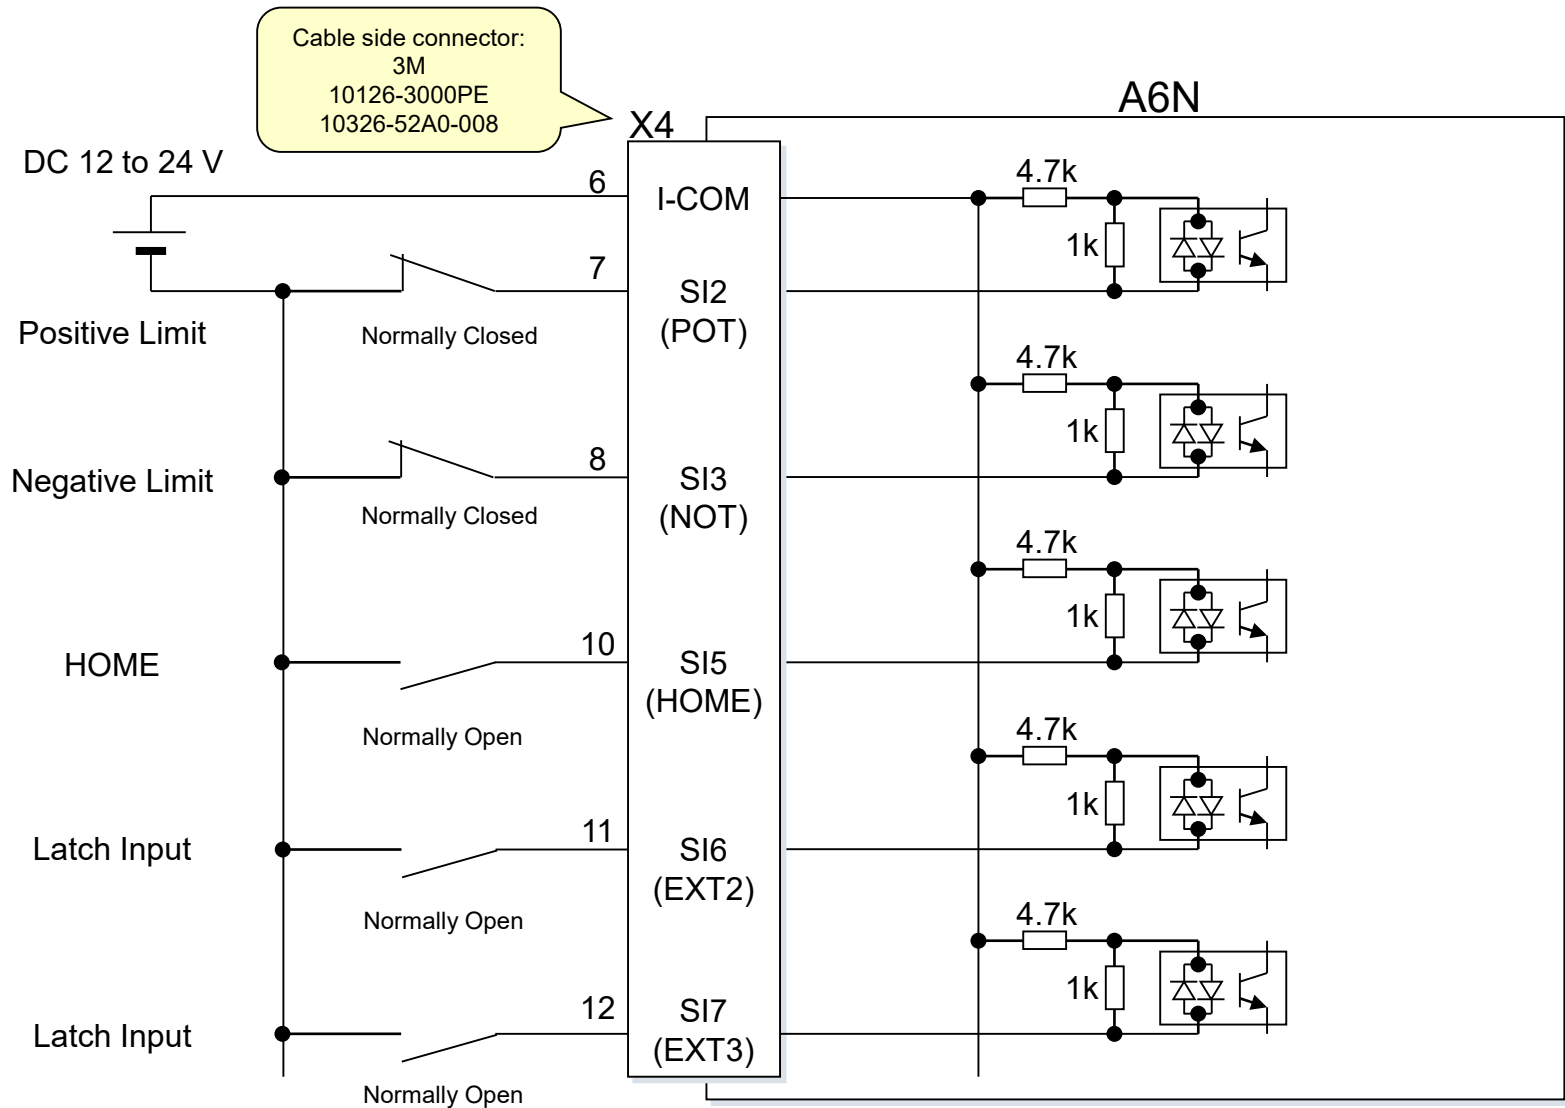 Cable side connector:
3M
10126-3000PE
10326-52A0-008
A6N
X4
DC 12 to 24 V
6
I-COM
4.7k
1k
7
SI2
(POT)
Positive Limit
Normally Closed
4.7k
1k
8
Negative Limit
SI3
(NOT)
Normally Closed
4.7k
1k
10
HOME
SI5
(HOME)
Normally Open
4.7k
1k
11
Latch Input
SI6
(EXT2)
Normally Open
4.7k
1k
12
Latch Input
SI7
(EXT3)
Normally Open